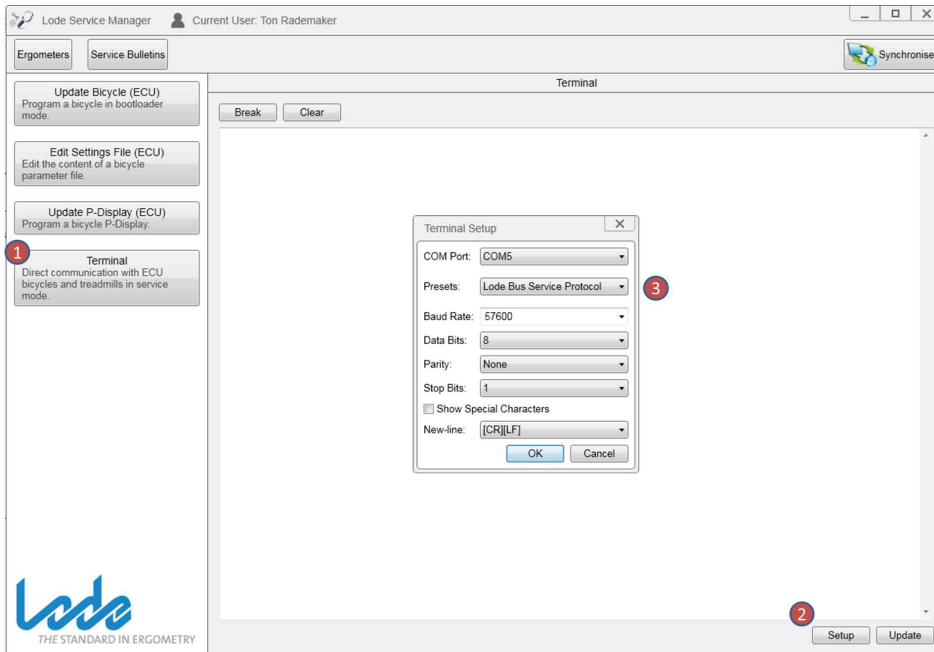 Lode Service Manager Current User: Ton Rademaker
Ergometers Service Bulletins Synchronise
Update Bicycle (ECU)
Program a bicycle in bootloader
mode.
Edit Settings File (ECU)
Edit the content of a bicycle
parameter file.
Update P-Display (ECU)
Program a bicycle P-Display.
1
Terminal
Direct communication with ECU
bicycles and treadmills in service
mode.
Terminal
Break Clear
Terminal Setup
COM Port: COM5
Presets: Lode Bus Service Protocol
3
Baud Rate: 57600
Data Bits: 8
Parity: None
Stop Bits: 1
Show Special Characters
New-line: [CR][LF]
OK Cancel
Lode
THE STANDARD IN ERGOMETRY
2
Setup Update